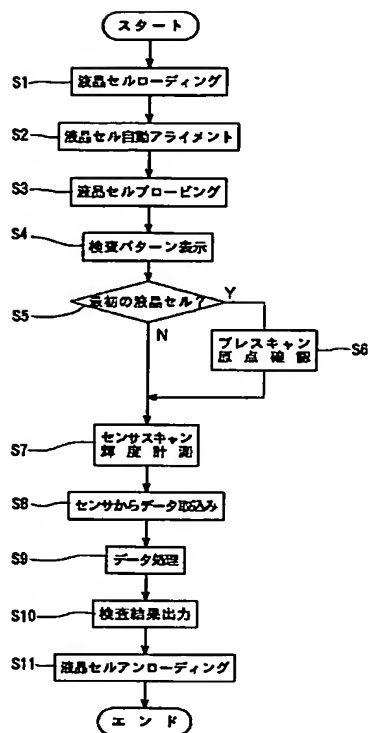 スタート
S1
液晶セルローディング
S2
液晶セル自動アライメント
S3
液晶セルプロービング
S4
検査パターン表示
S5
最初の液晶セル?
Y
N
プレスキャン
原点確認
S6
S7
センサスキャン
輝度計測
S8
センサからデータ取込み
S9
データ処理
S10
検査結果出力
S11
液晶セルアンローディング
エンド